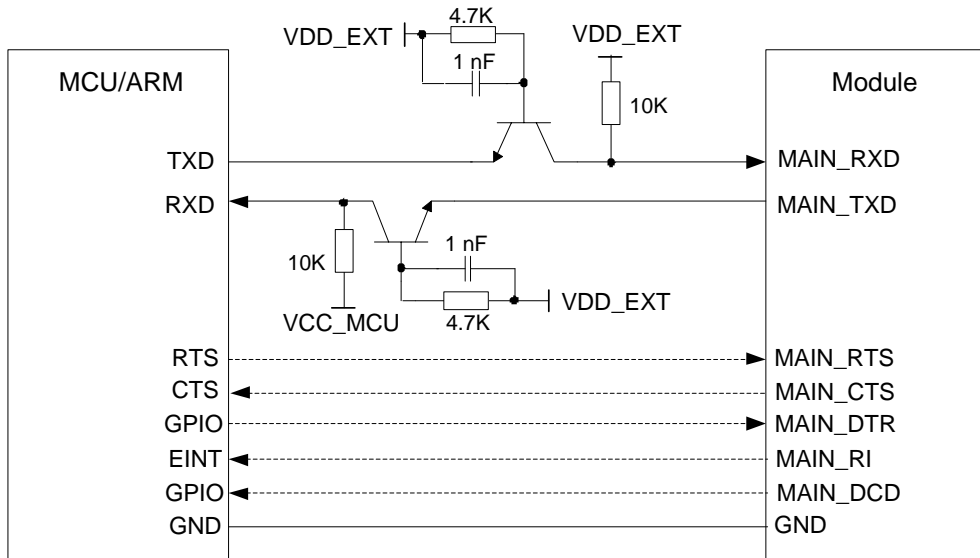 4.7K
VDD_EXT
VDD_EXT
1 nF
MCU/ARM
Module
10K
TXD
MAIN_RXD
RXD
MAIN_TXD
1 nF
10K
VDD_EXT
VCC_MCU
4.7K
RTS
MAIN_RTS
CTS
MAIN_CTS
GPIO
MAIN_DTR
EINT
MAIN_RI
GPIO
MAIN_DCD
GND
GND